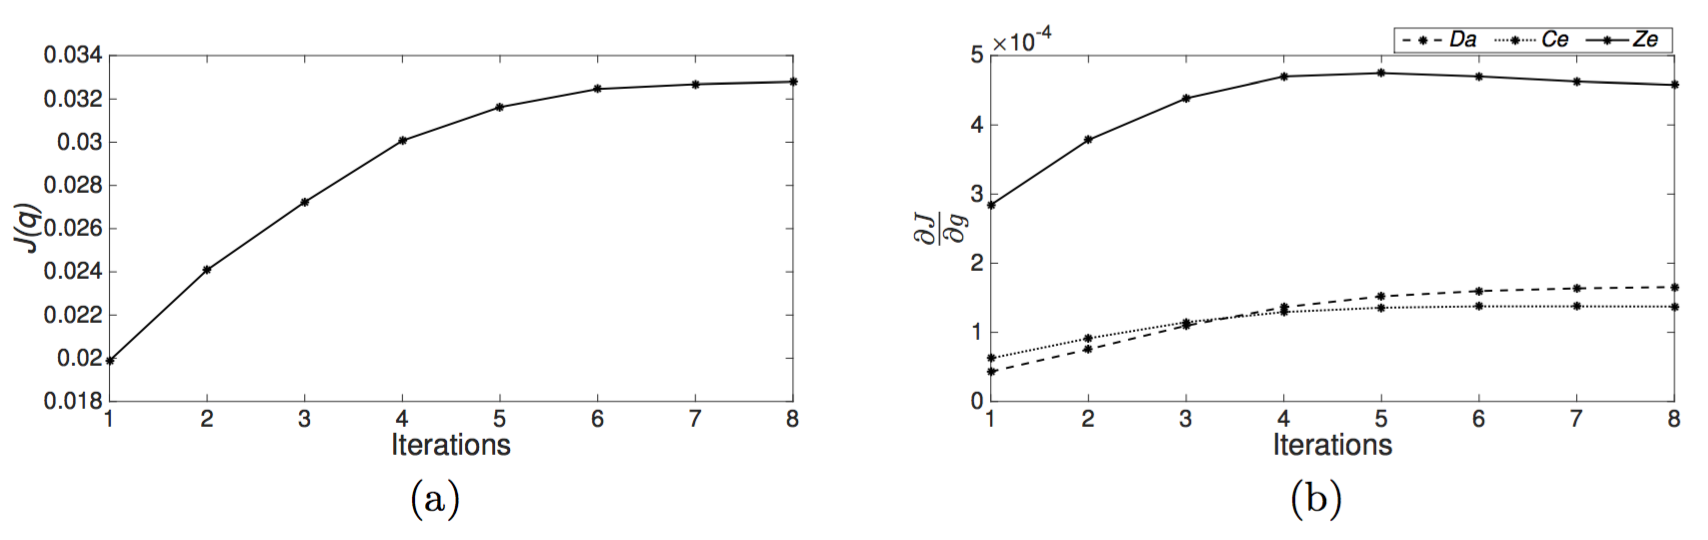 0.034
0.032
0.03
0.028
0.026
0.024
0.022
0.02
0.018
J(q)
1 2 3 4 5 6 7 8
Iterations
(a)
×10-4
Da Ce Ze
5
4
3
2
1
0
∂J
∂g
1 2 3 4 5 6 7 8
Iterations
(b)